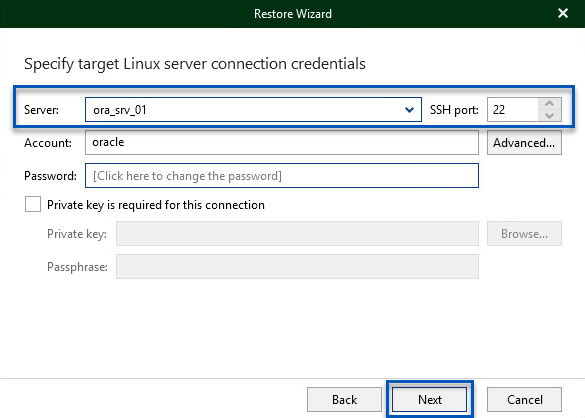 Restore Wizard
Specify target Linux server connection credentials
Server: ora_srv_01 SSH port: 22
Account: oracle Advanced...
Password: [Click here to change the password]
Private key is required for this connection
Private key: Browse...
Passphrase:
Back Next Cancel